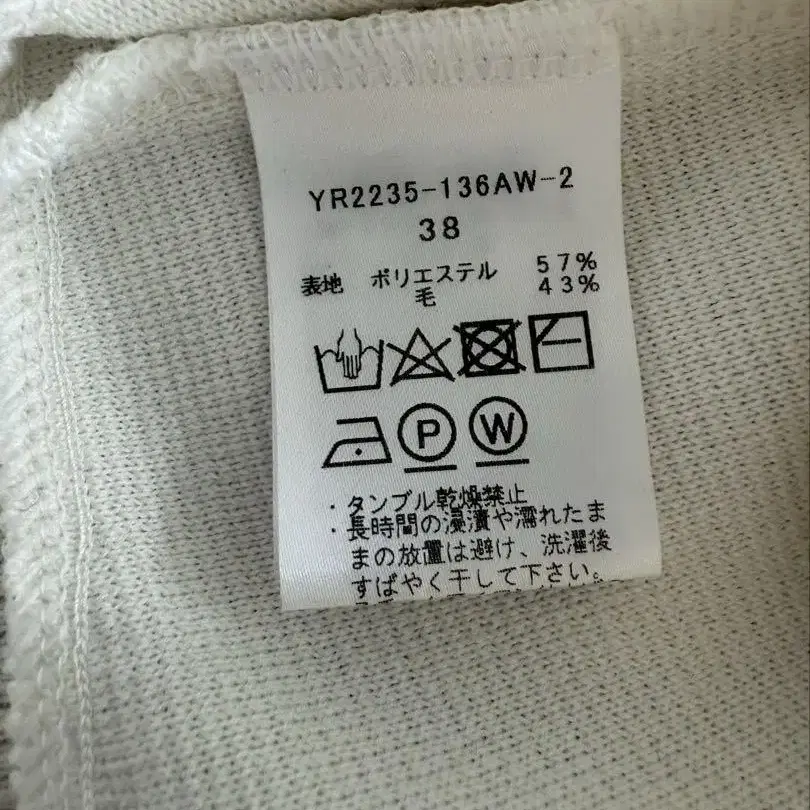 YR2235-136AW-2
38
表地 ポリエステル 57%
毛 43%
P W
・タンブル乾燥禁止
・長時間の浸漬や濡れたま
まの放置は避け、洗濯後
すばやく干して下さい。